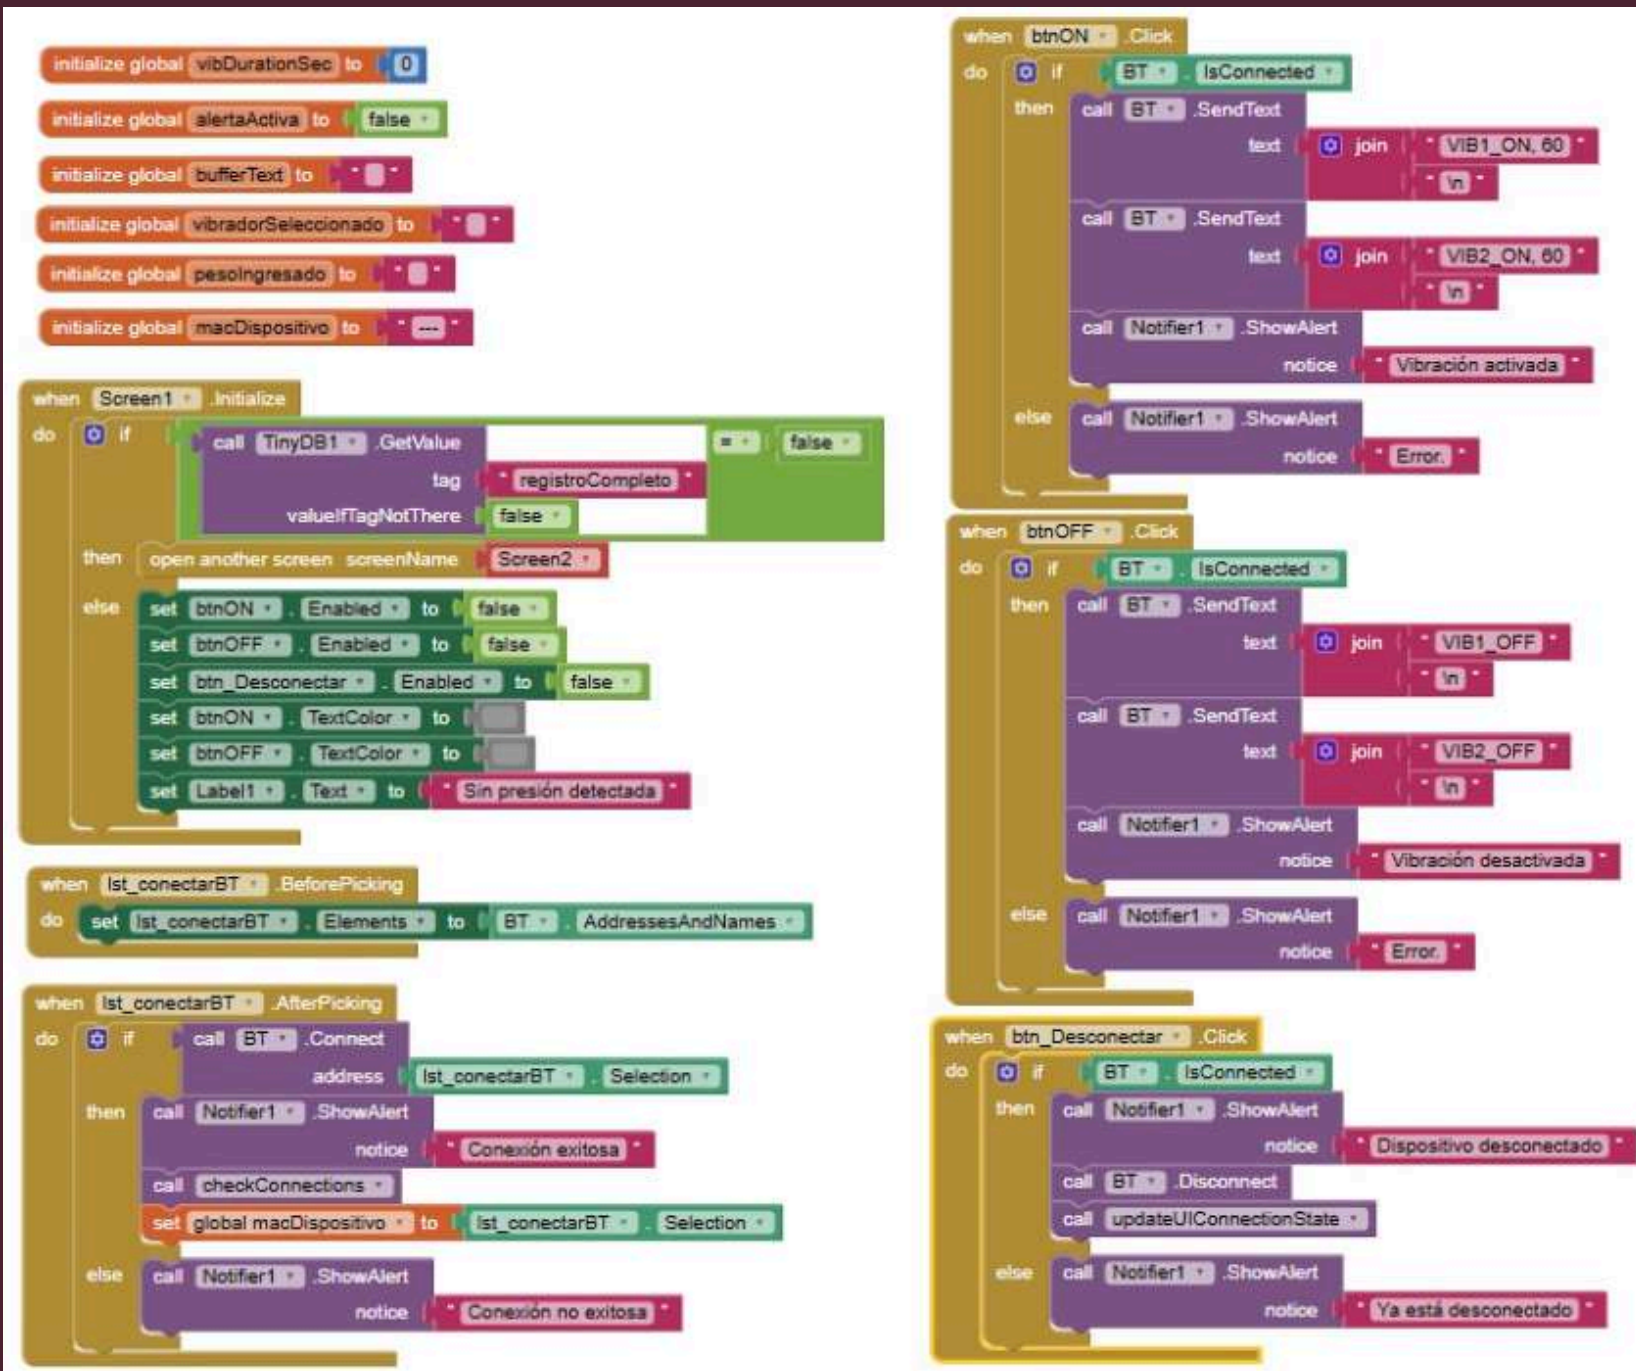 initialize global vibDurationSec to 0
initialize global alertaActiva to false
initialize global bufferText to " "
initialize global vibradorSeleccionado to " "
initialize global pesoIngresado to " "
initialize global macDispositivo to " --- "
when Screen1 .Initialize
do if call TinyDB1 .GetValue = false
tag " registroCompleto "
valueIfTagNotThere false
then open another screen screenName Screen2
else set btnON . Enabled to false
set btnOFF . Enabled to false
set btn_Desconectar . Enabled to false
set btnON . TextColor to
set btnOFF . TextColor to
set Label1 . Text to " Sin presión detectada "
when lst_conectarBT .BeforePicking
do set lst_conectarBT . Elements to BT . AddressesAndNames
when lst_conectarBT .AfterPicking
do if call BT .Connect
address lst_conectarBT . Selection
then call Notifier1 .ShowAlert
notice " Conexión exitosa "
call checkConnections
set global macDispositivo to lst_conectarBT . Selection
else call Notifier1 .ShowAlert
notice " Conexión no exitosa "
when btnON .Click
do if BT . IsConnected
then call BT .SendText
text join " VIB1_ON, 60 "
" \n "
call BT .SendText
text join " VIB2_ON, 60 "
" \n "
call Notifier1 .ShowAlert
notice " Vibración activada "
else call Notifier1 .ShowAlert
notice " Error. "
when btnOFF .Click
do if BT . IsConnected
then call BT .SendText
text join " VIB1_OFF "
" \n "
call BT .SendText
text join " VIB2_OFF "
" \n "
call Notifier1 .ShowAlert
notice " Vibración desactivada "
else call Notifier1 .ShowAlert
notice " Error. "
when btn_Desconectar .Click
do if BT . IsConnected
then call Notifier1 .ShowAlert
notice " Dispositivo desconectado "
call BT .Disconnect
call updateUIConnectionState
else call Notifier1 .ShowAlert
notice " Ya está desconectado "